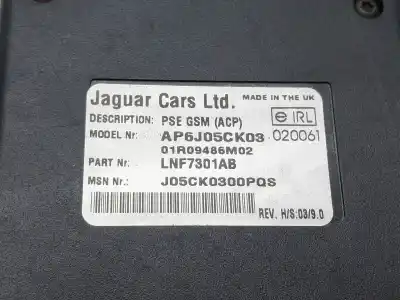 Jaguar Cars Ltd. MADE IN THE UK
DESCRIPTION: PSE GSM (ACP) e IRL
MODEL Nr: AP6J05CK03 020061
01R09486M02
PART Nr: LNF7301AB
MSN Nr.: J05CK0300PQS
REV. H/S:03/9.0